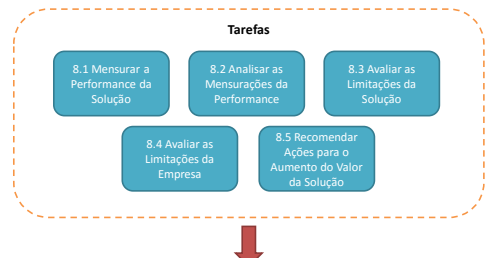 Tarefas
8.1 Mensurar a
Performance da
Solução
8.2 Analisar as
Mensurações da
Performance
8.3 Avaliar as
Limitações da
Solução
8.4 Avaliar as
Limitações da
Empresa
8.5 Recomendar
Ações para o
Aumento do Valor
da Solução